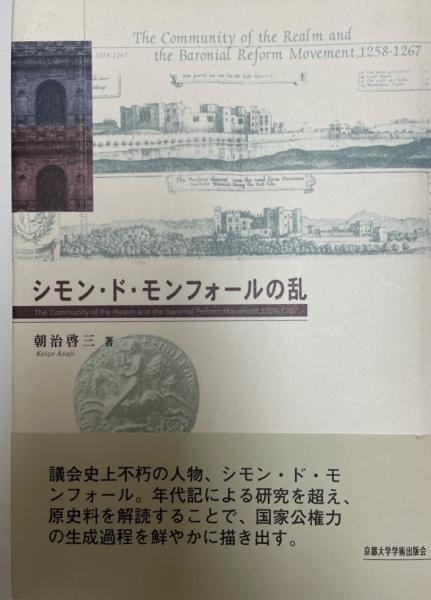 The Community of the Realm and
the Baronial Reform Movement,1258-1267
1258-1267
シモン・ド・モンフォールの乱
The Community of the Realm and the Baronial Reform Movement,1258-1267
朝治啓三 著
Keizo Asaji
議会史上不朽の人物、シモン・ド・モ
ンフォール。年代記による研究を超え、
原史料を解読することで、国家公権力
の生成過程を鮮やかに描き出す。
京都大学学術出版会